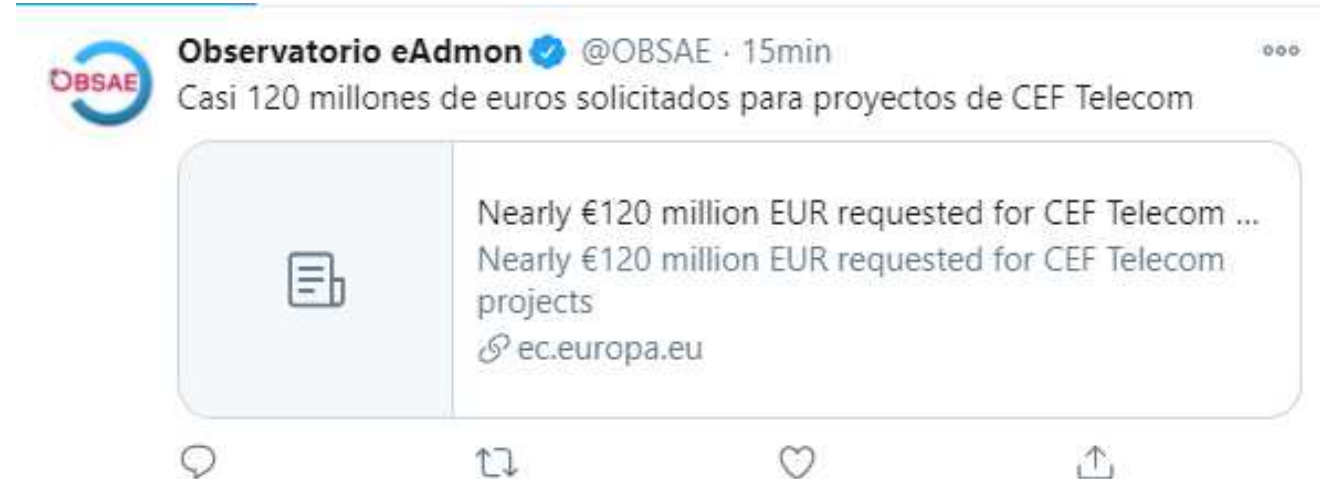 OBSAE
Observatorio eAdmon @OBSAE · 15min
Casi 120 millones de euros solicitados para proyectos de CEF Telecom
Nearly €120 million EUR requested for CEF Telecom ...
Nearly €120 million EUR requested for CEF Telecom
projects
ec.europa.eu